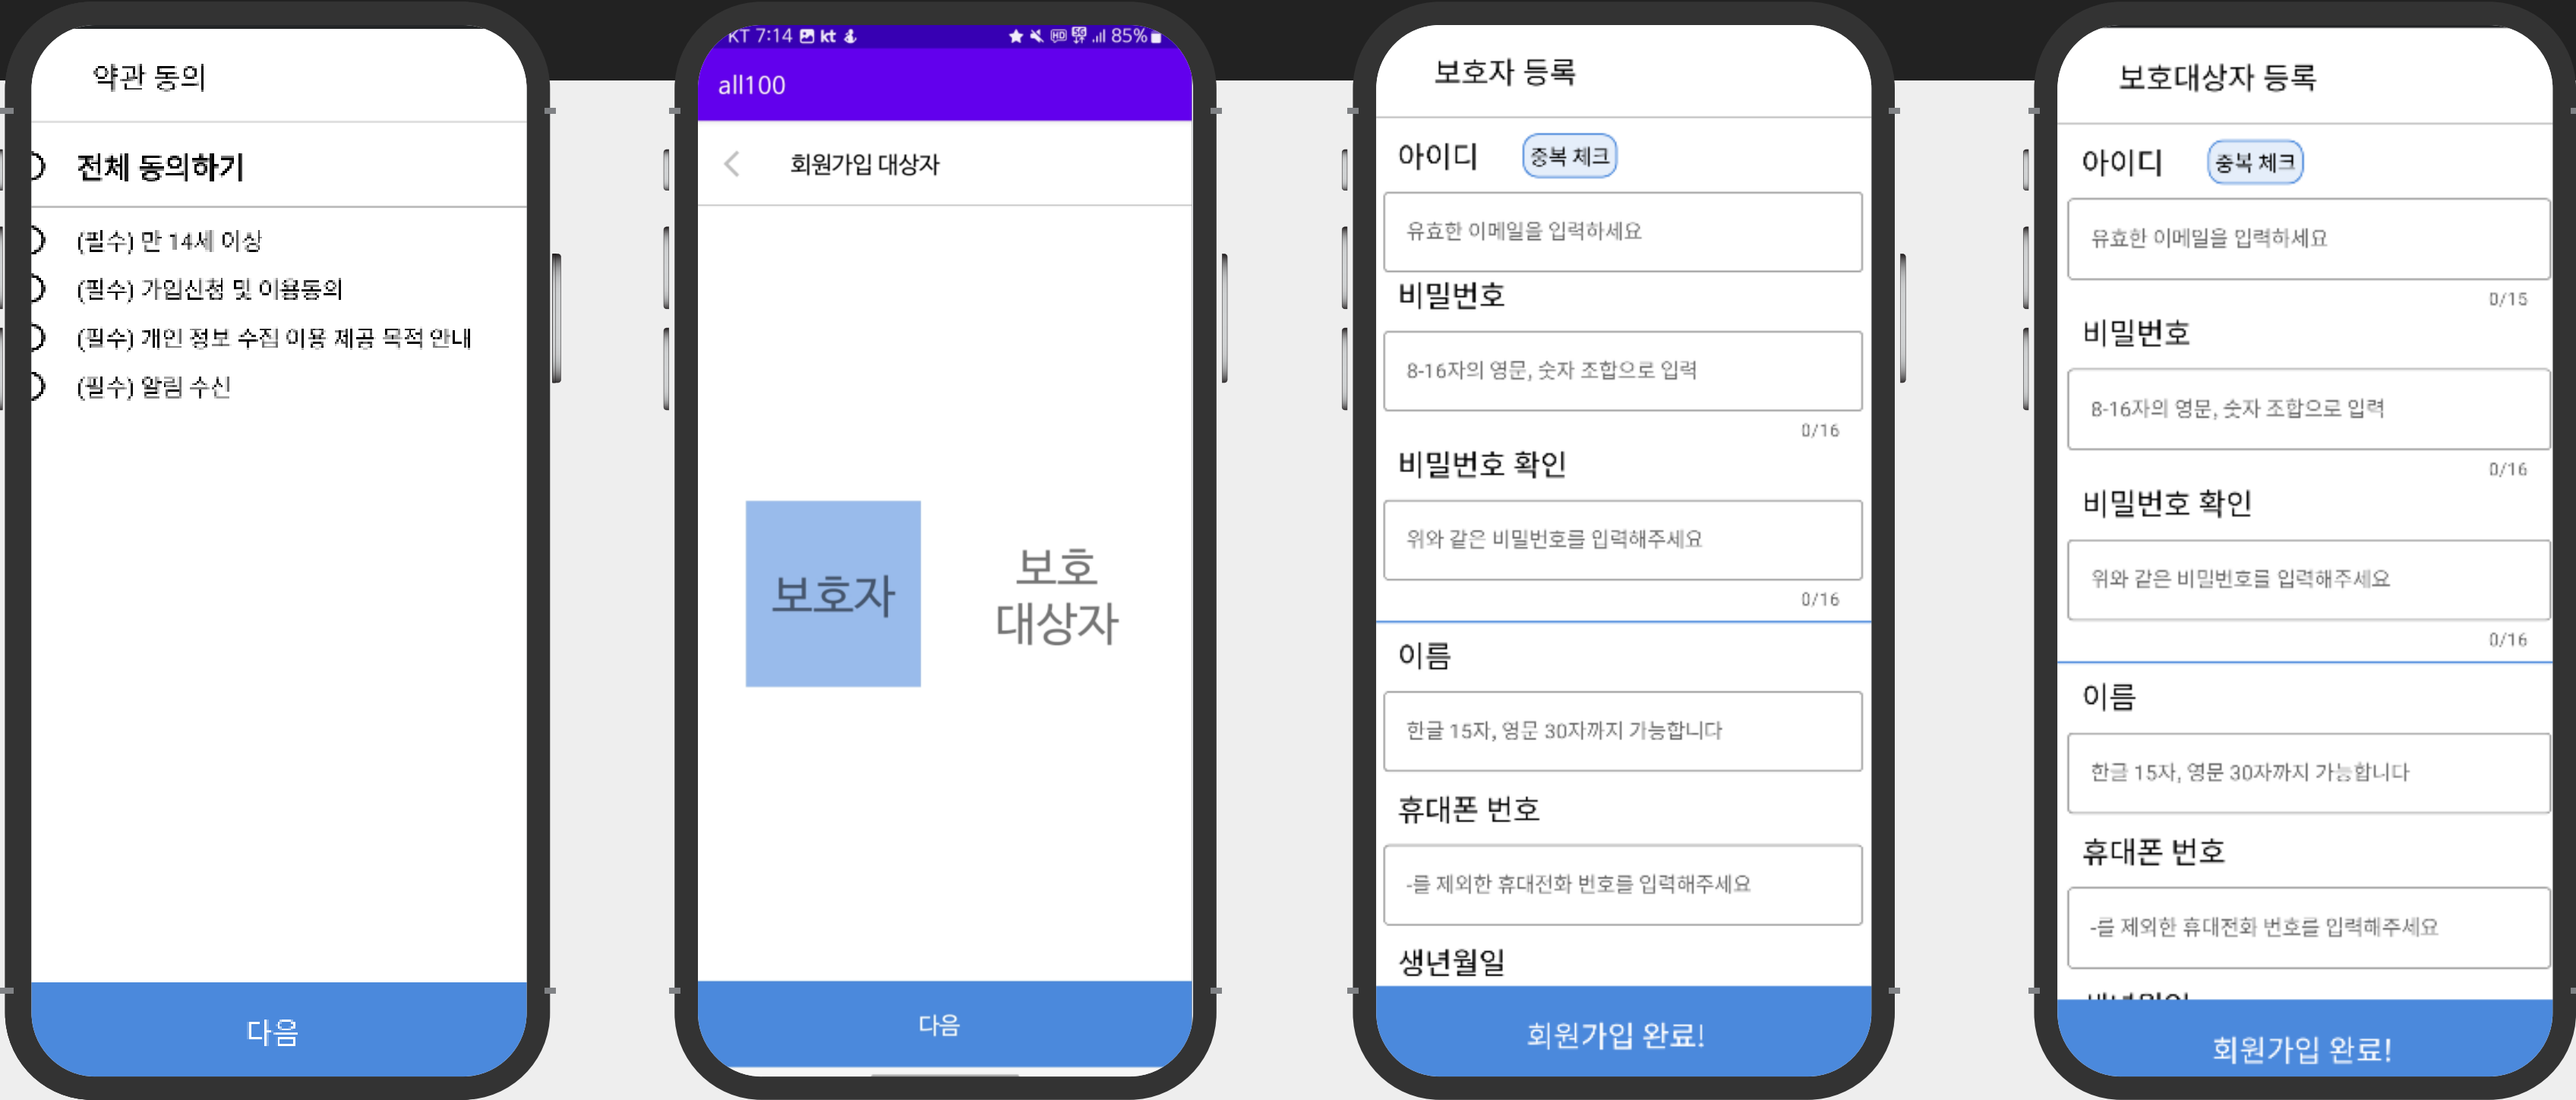 약관 동의
전체 동의하기
(필수) 만 14세 이상
(필수) 가입신청 및 이용동의
(필수) 개인 정보 수집 이용 제공 목적 안내
(필수) 알림 수신
다음
KT 7:14 kt HD 5G 85%
all100
회원가입 대상자
보호자
보호
대상자
다음
보호자 등록
아이디 중복 체크
유효한 이메일을 입력하세요
비밀번호
8-16자의 영문, 숫자 조합으로 입력
0/16
비밀번호 확인
위와 같은 비밀번호를 입력해주세요
0/16
이름
한글 15자, 영문 30자까지 가능합니다
휴대폰 번호
-를 제외한 휴대전화 번호를 입력해주세요
생년월일
회원가입 완료!
보호대상자 등록
아이디 중복 체크
유효한 이메일을 입력하세요
0/15
비밀번호
8-16자의 영문, 숫자 조합으로 입력
0/16
비밀번호 확인
위와 같은 비밀번호를 입력해주세요
0/16
이름
한글 15자, 영문 30자까지 가능합니다
휴대폰 번호
-를 제외한 휴대전화 번호를 입력해주세요
회원가입 완료!